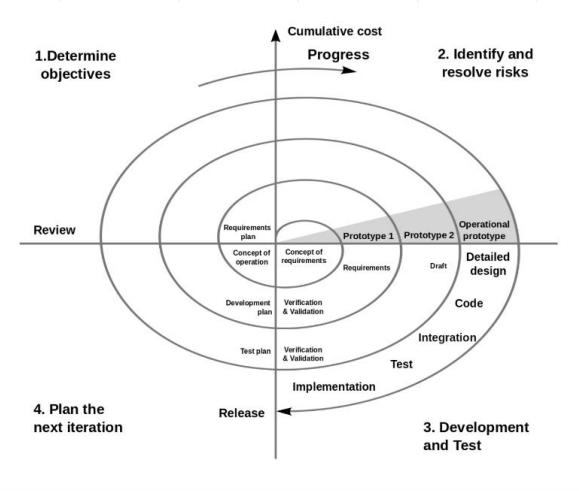 Cumulative cost
Progress
1.Determine
objectives
2. Identify and
resolve risks
Review
Requirements
plan
Prototype 1
Prototype 2
Operational
prototype
Concept of
operation
Concept of
requirements
Requirements
Draft
Detailed
design
Development
plan
Verification
& Validation
Code
Integration
Test plan
Verification
& Validation
Test
Implementation
Release
4. Plan the
next iteration
3. Development
and Test